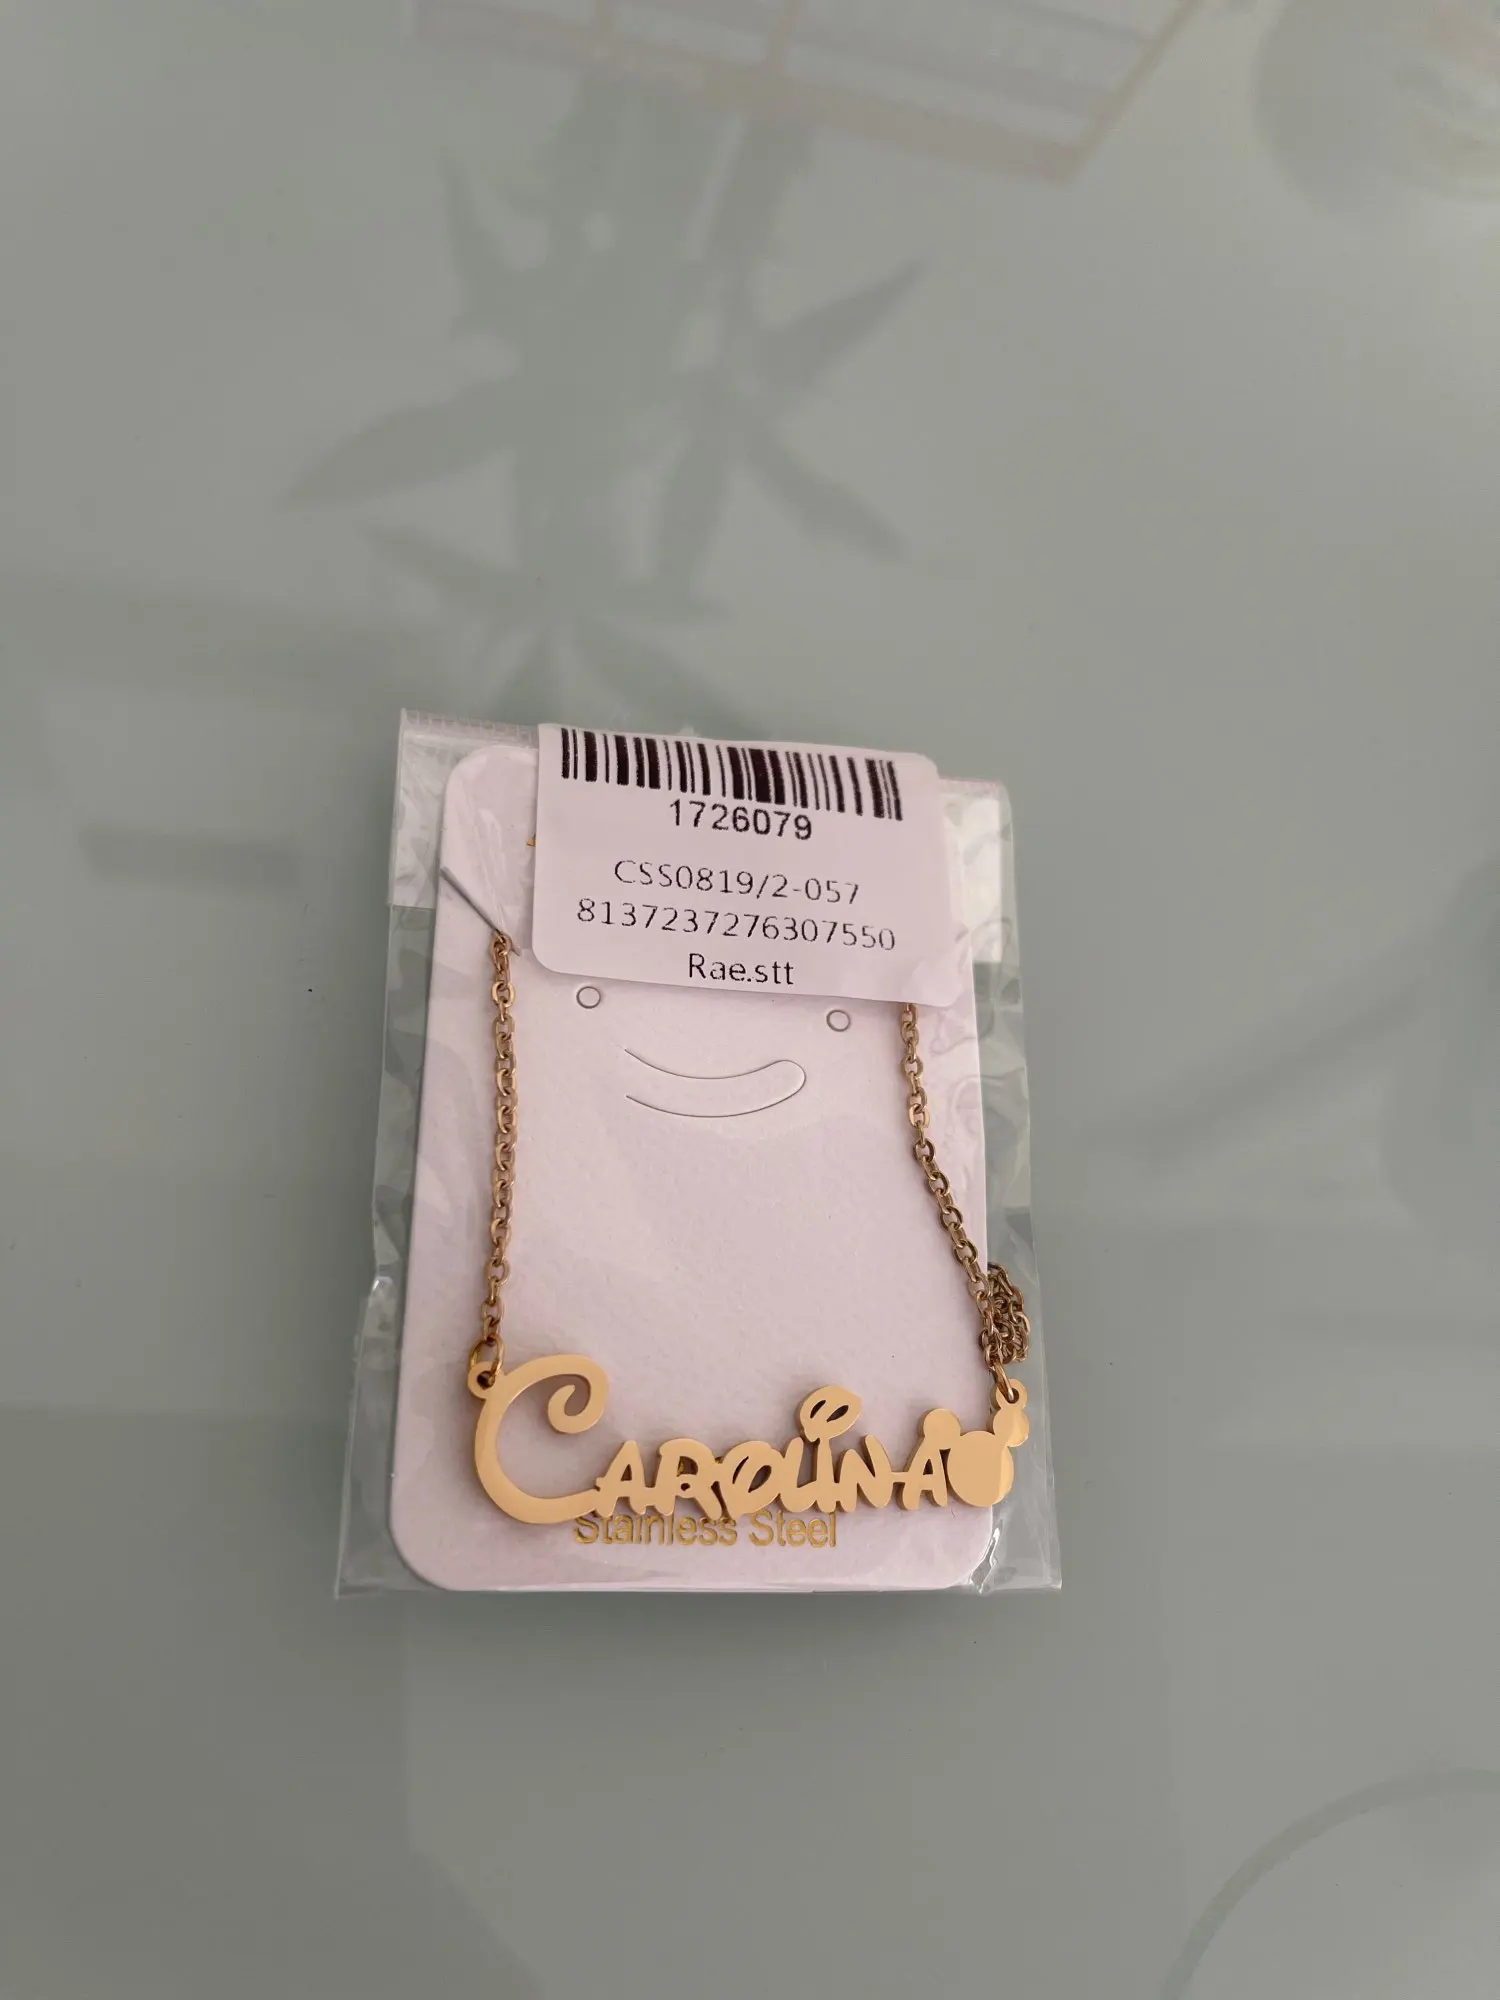 1726079
CSS0819/2-057
8137237276307550
Rae.stt
CAROLINA
Stainless Steel